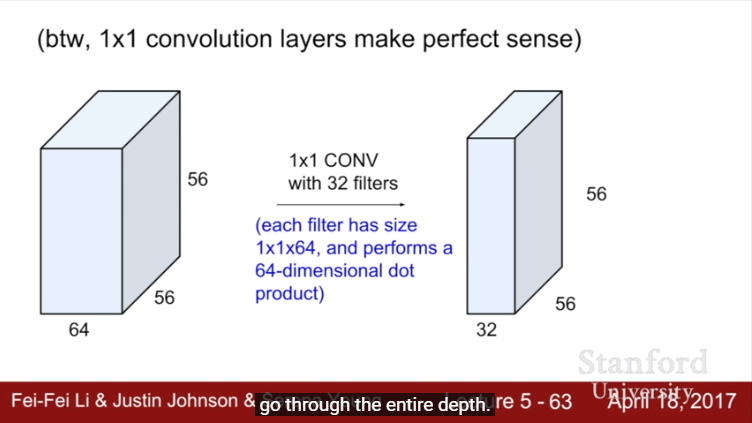 (btw, 1x1 convolution layers make perfect sense)
56
56
64
1x1 CONV
with 32 filters
(each filter has size
1x1x64, and performs a
64-dimensional dot
product)
56
56
32
Stanford
University
Fei-Fei Li & Justin Johnson & re 5 - 63 April 18, 2017
go through the entire depth.